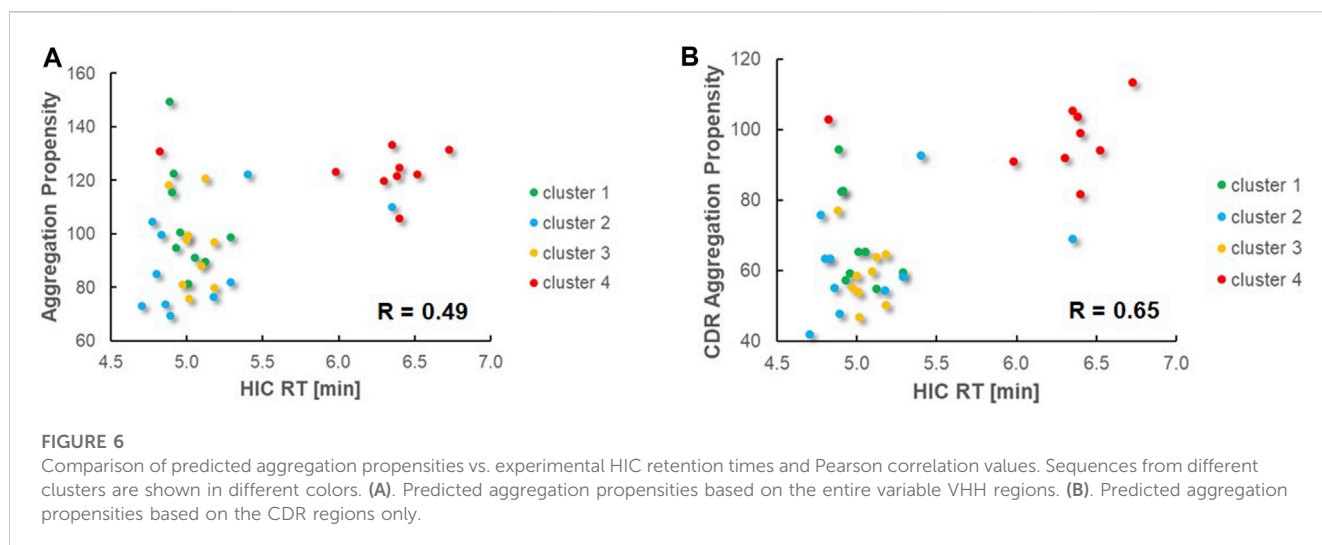 A
Aggregation Propensity
160
140
120
100
80
60
4.5 5.0 5.5 6.0 6.5 7.0
HIC RT [min]
R = 0.49
cluster 1
cluster 2
cluster 3
cluster 4
B
CDR Aggregation Propensity
120
100
80
60
40
4.5 5.0 5.5 6.0 6.5 7.0
HIC RT [min]
R = 0.65
cluster 1
cluster 2
cluster 3
cluster 4
FIGURE 6
Comparison of predicted aggregation propensities vs. experimental HIC retention times and Pearson correlation values. Sequences from different
clusters are shown in different colors. (A). Predicted aggregation propensities based on the entire variable VHH regions. (B). Predicted aggregation
propensities based on the CDR regions only.